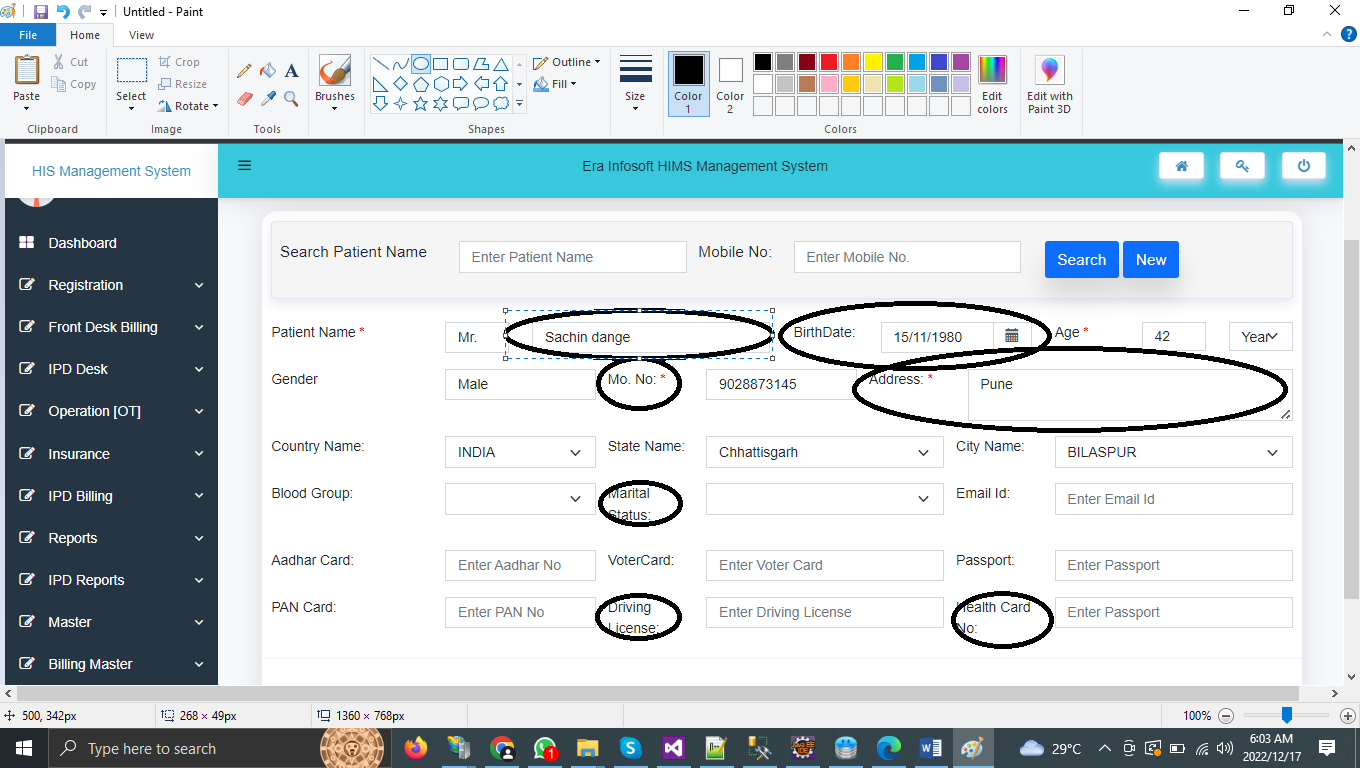 Untitled - Paint
File Home View
Paste Cut Copy Select Crop Resize Rotate Brushes Outline Fill Size Color 1 Color 2 Edit colors Edit with Paint 3D
Clipboard Image Tools Shapes Colors
HIS Management System Era Infosoft HIMS Management System
Dashboard
Registration
Front Desk Billing
IPD Desk
Operation [OT]
Insurance
IPD Billing
Reports
IPD Reports
Master
Billing Master
Search Patient Name Enter Patient Name Mobile No: Enter Mobile No. Search New
Patient Name * Mr. Sachin dange BirthDate: 15/11/1980 Age * 42 Year
Gender Male Mo. No: * 9028873145 Address: * Pune
Country Name: INDIA State Name: Chhattisgarh City Name: BILASPUR
Blood Group: Marital Status: Email Id: Enter Email Id
Aadhar Card: Enter Aadhar No VoterCard: Enter Voter Card Passport: Enter Passport
PAN Card: Enter PAN No Driving License: Enter Driving License Health Card No: Enter Passport
500, 342px 268 × 49px 1360 × 768px 100%
Type here to search 1 29°C 6:03 AM
2022/12/17